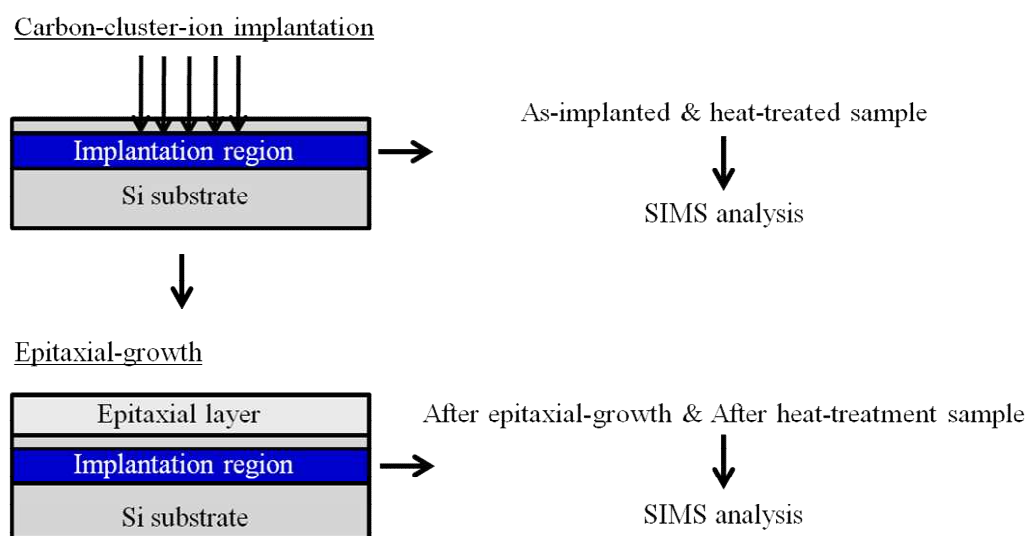 Carbon-cluster-ion implantation
As-implanted & heat-treated sample
Implantation region
Si substrate
SIMS analysis
Epitaxial-growth
Epitaxial layer
After epitaxial-growth & After heat-treatment sample
Implantation region
Si substrate
SIMS analysis